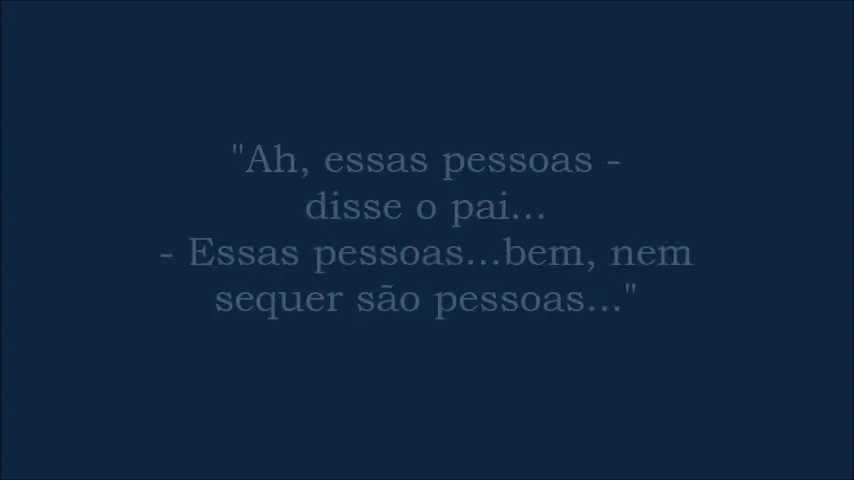 "Ah, essas pessoas -
disse o pai...
- Essas pessoas...bem, nem
sequer são pessoas..."